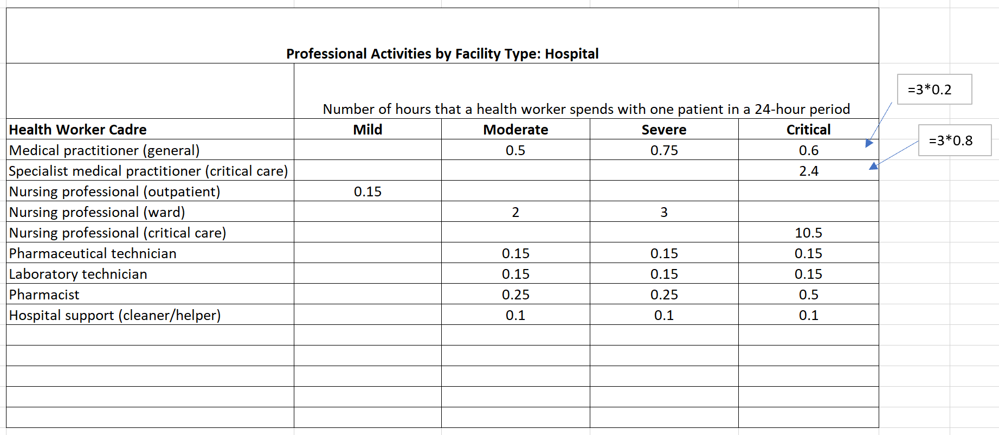 Professional Activities by Facility Type: Hospital
Number of hours that a health worker spends with one patient in a 24-hour period
=3*0.2
Health Worker Cadre Mild Moderate Severe Critical
=3*0.8
Medical practitioner (general) 0.5 0.75 0.6
Specialist medical practitioner (critical care) 2.4
Nursing professional (outpatient) 0.15
Nursing professional (ward) 2 3
Nursing professional (critical care) 10.5
Pharmaceutical technician 0.15 0.15 0.15
Laboratory technician 0.15 0.15 0.15
Pharmacist 0.25 0.25 0.5
Hospital support (cleaner/helper) 0.1 0.1 0.1